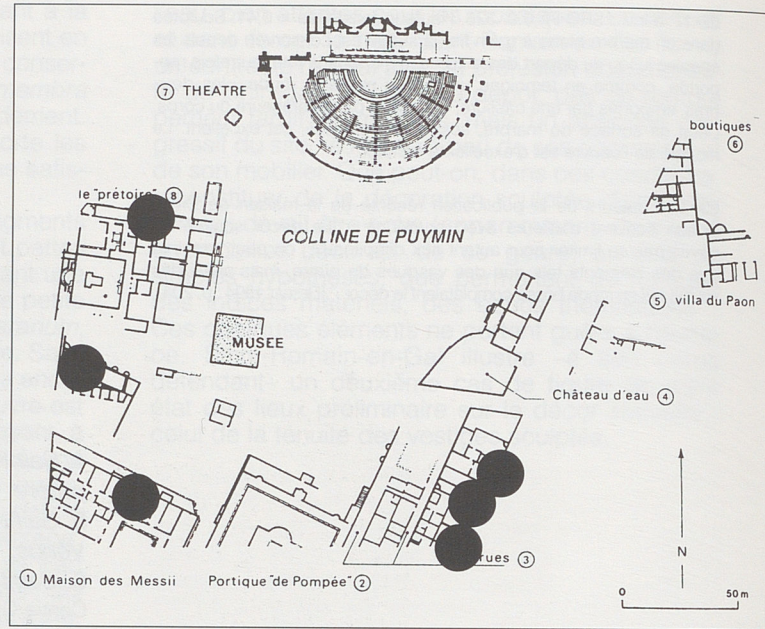 ⑦ THEATRE
boutiques
⑥
le "prétoire" ⑧
COLLINE DE PUYMIN
⑤ villa du Paon
MUSEE
Château d'eau ④
rues ③
① Maison des Messii
Portique "de Pompée" ②
N
0 50 m